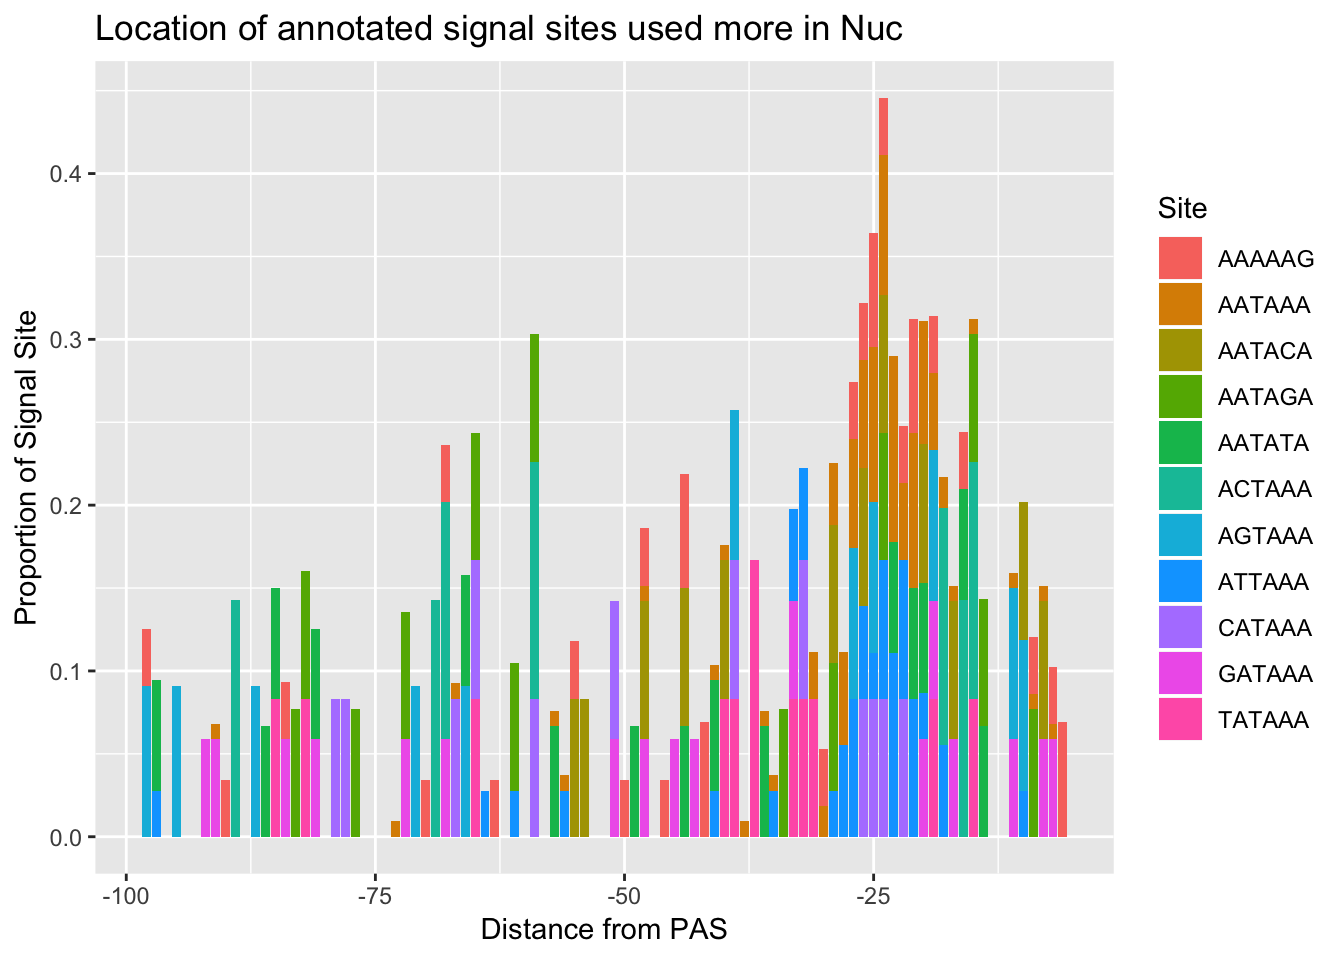 Location of annotated signal sites used more in Nuc
Proportion of Signal Site
0.4
0.3
0.2
0.1
0.0
-100
-75
-50
-25
Distance from PAS
Site
AAAAAG
AATAAA
AATACA
AATAGA
AATATA
ACTAAA
AGTAAA
ATTAAA
CATAAA
GATAAA
TATAAA